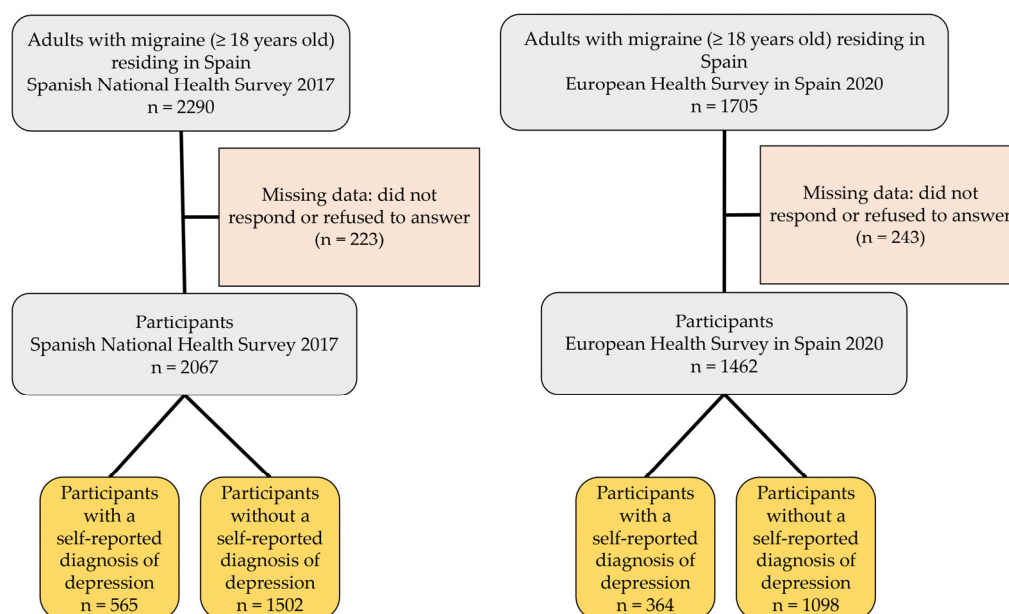 Adults with migraine (≥ 18 years old)
residing in Spain
Spanish National Health Survey 2017
n = 2290
Missing data: did not
respond or refused to answer
(n = 223)
Participants
Spanish National Health Survey 2017
n = 2067
Participants
with a
self-reported
diagnosis of
depression
n = 565
Participants
without a
self-reported
diagnosis of
depression
n = 1502
Adults with migraine (≥ 18 years old) residing in
Spain
European Health Survey in Spain 2020
n = 1705
Missing data: did not
respond or refused to answer
(n = 243)
Participants
European Health Survey in Spain 2020
n = 1462
Participants
with a
self-reported
diagnosis of
depression
n = 364
Participants
without a
self-reported
diagnosis of
depression
n = 1098